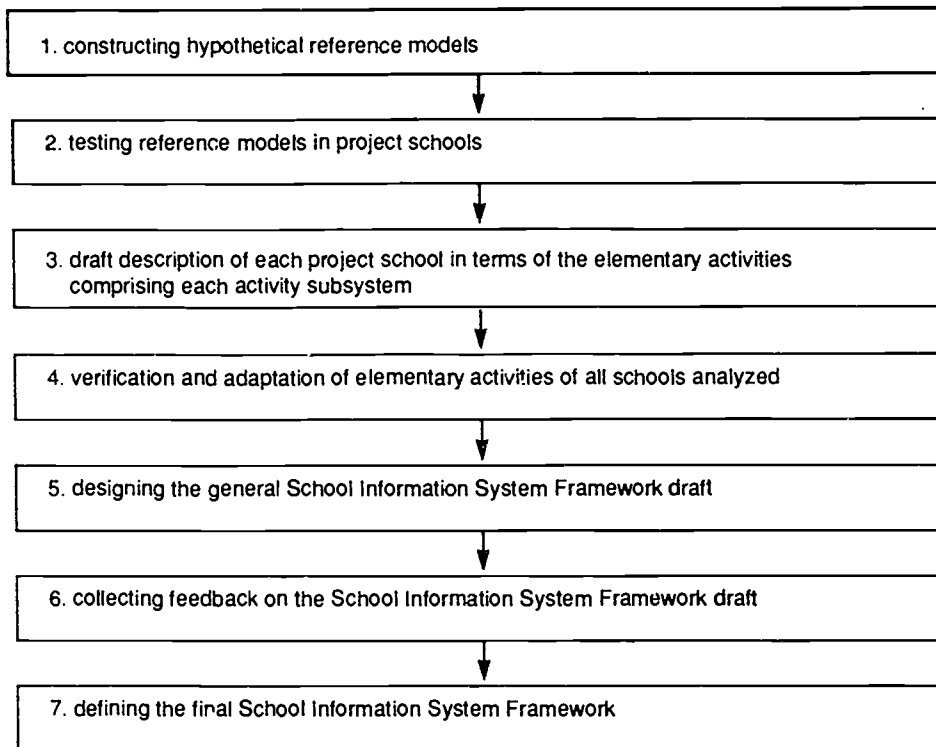 1. constructing hypothetical reference models
2. testing reference models in project schools
3. draft description of each project school in terms of the elementary activities
comprising each activity subsystem
4. verification and adaptation of elementary activities of all schools analyzed
5. designing the general School Information System Framework draft
6. collecting feedback on the School Information System Framework draft
7. defining the final School Information System Framework